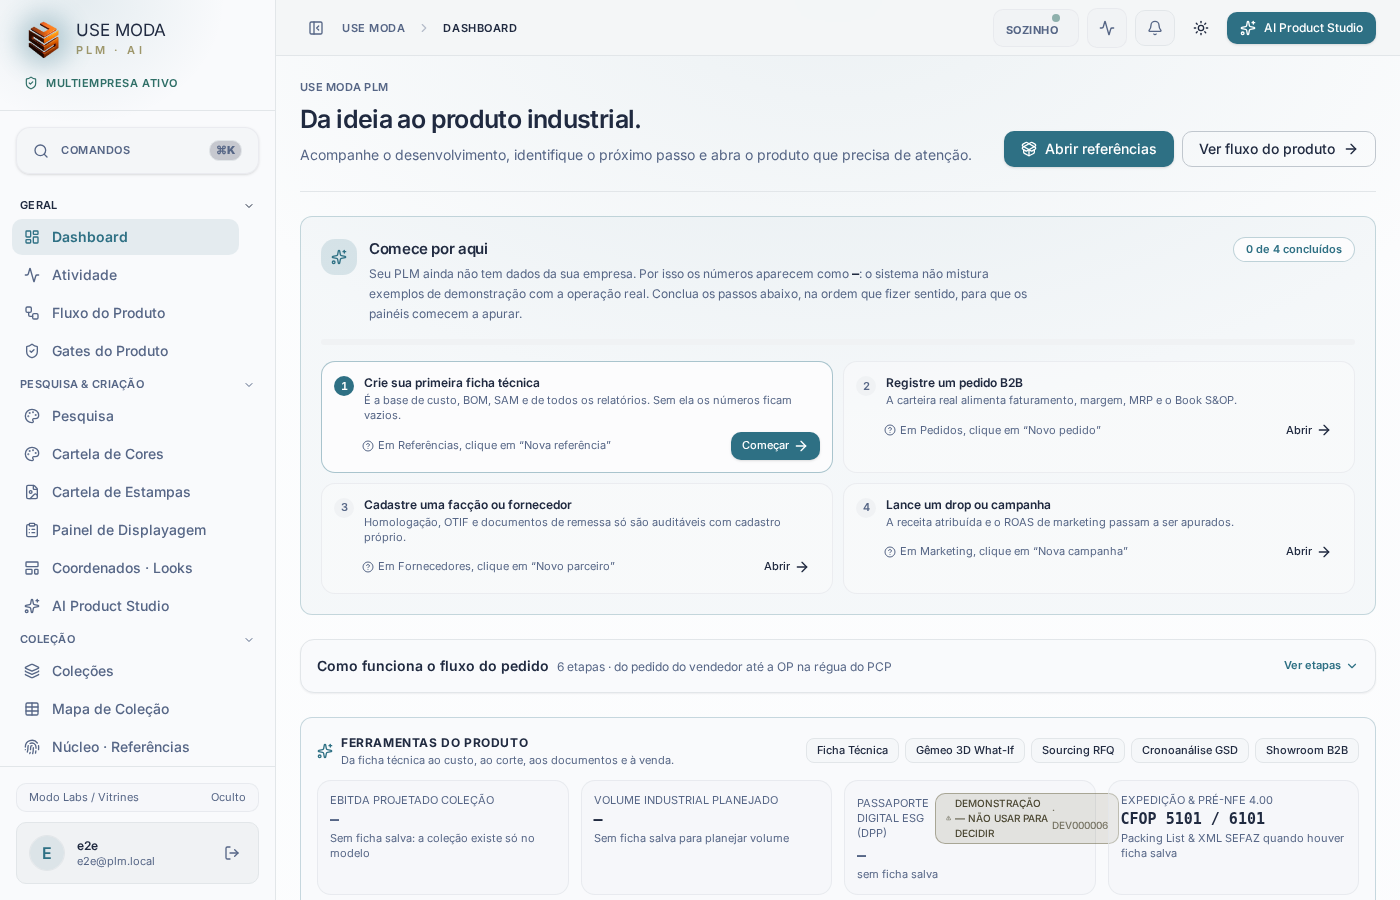 USE MODA
PLM · AI
MULTIEMPRESA ATIVO
COMANDOS
⌘K
GERAL
Dashboard
Atividade
Fluxo do Produto
Gates do Produto
PESQUISA & CRIAÇÃO
Pesquisa
Cartela de Cores
Cartela de Estampas
Painel de Displayagem
Coordenados · Looks
AI Product Studio
COLEÇÃO
Coleções
Mapa de Coleção
Núcleo · Referências
Modo Labs / Vitrines
Oculto
E
e2e
e2e@plm.local
USE MODA
DASHBOARD
SOZINHO
AI Product Studio
USE MODA PLM
Da ideia ao produto industrial.
Acompanhe o desenvolvimento, identifique o próximo passo e abra o produto que precisa de atenção.
Abrir referências
Ver fluxo do produto
Comece por aqui
0 de 4 concluídos
Seu PLM ainda não tem dados da sua empresa. Por isso os números aparecem como —: o sistema não mistura
exemplos de demonstração com a operação real. Conclua os passos abaixo, na ordem que fizer sentido, para que os
painéis comecem a apurar.
1
Crie sua primeira ficha técnica
É a base de custo, BOM, SAM e de todos os relatórios. Sem ela os números ficam
vazios.
Em Referências, clique em “Nova referência”
Começar
2
Registre um pedido B2B
A carteira real alimenta faturamento, margem, MRP e o Book S&OP.
Em Pedidos, clique em “Novo pedido”
Abrir
3
Cadastre uma facção ou fornecedor
Homologação, OTIF e documentos de remessa só são auditáveis com cadastro
próprio.
Em Fornecedores, clique em “Novo parceiro”
Abrir
4
Lance um drop ou campanha
A receita atribuída e o ROAS de marketing passam a ser apurados.
Em Marketing, clique em “Nova campanha”
Abrir
Como funciona o fluxo do pedido
6 etapas · do pedido do vendedor até a OP na régua do PCP
Ver etapas
FERRAMENTAS DO PRODUTO
Da ficha técnica ao custo, ao corte, aos documentos e à venda.
Ficha Técnica
Gêmeo 3D What-If
Sourcing RFQ
Cronoanálise GSD
Showroom B2B
EBITDA PROJETADO COLEÇÃO
—
Sem ficha salva: a coleção existe só no
modelo
VOLUME INDUSTRIAL PLANEJADO
—
Sem ficha salva para planejar volume
PASSAPORTE
DIGITAL ESG
(DPP)
—
sem ficha salva
DEMONSTRAÇÃO
— NÃO USAR PARA
DECIDIR
· DEV000006
EXPEDIÇÃO & PRÉ-NFE 4.00
CFOP 5101 / 6101
Packing List & XML SEFAZ quando houver
ficha salva